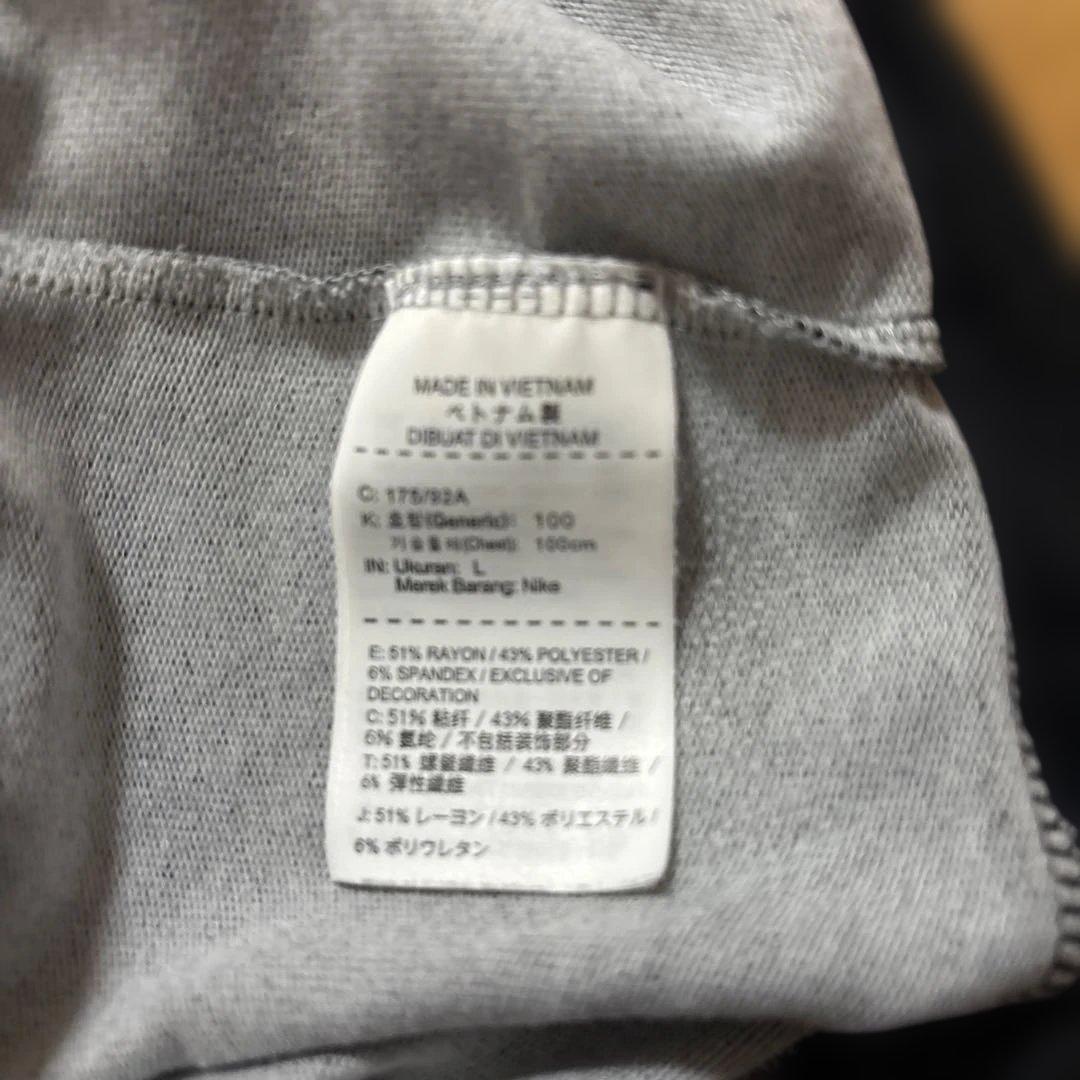 MADE IN VIETNAM
ベトナム製
DIBUAT DI VIETNAM
C: 175/92A
K: 호칭(Generic): 100
가슴둘레(Chest): 100cm
IN: Ukuran: L
Merek Barang: Nike
E: 51% RAYON / 43% POLYESTER /
6% SPANDEX / EXCLUSIVE OF
DECORATION
C: 51% 粘纤 / 43% 聚酯纤维 /
6% 氨纶 / 不包括装饰部分
T: 51% 嫘縈纖維 / 43% 聚酯纖維 /
6% 彈性纖維
J: 51% レーヨン / 43% ポリエステル /
6% ポリウレタン